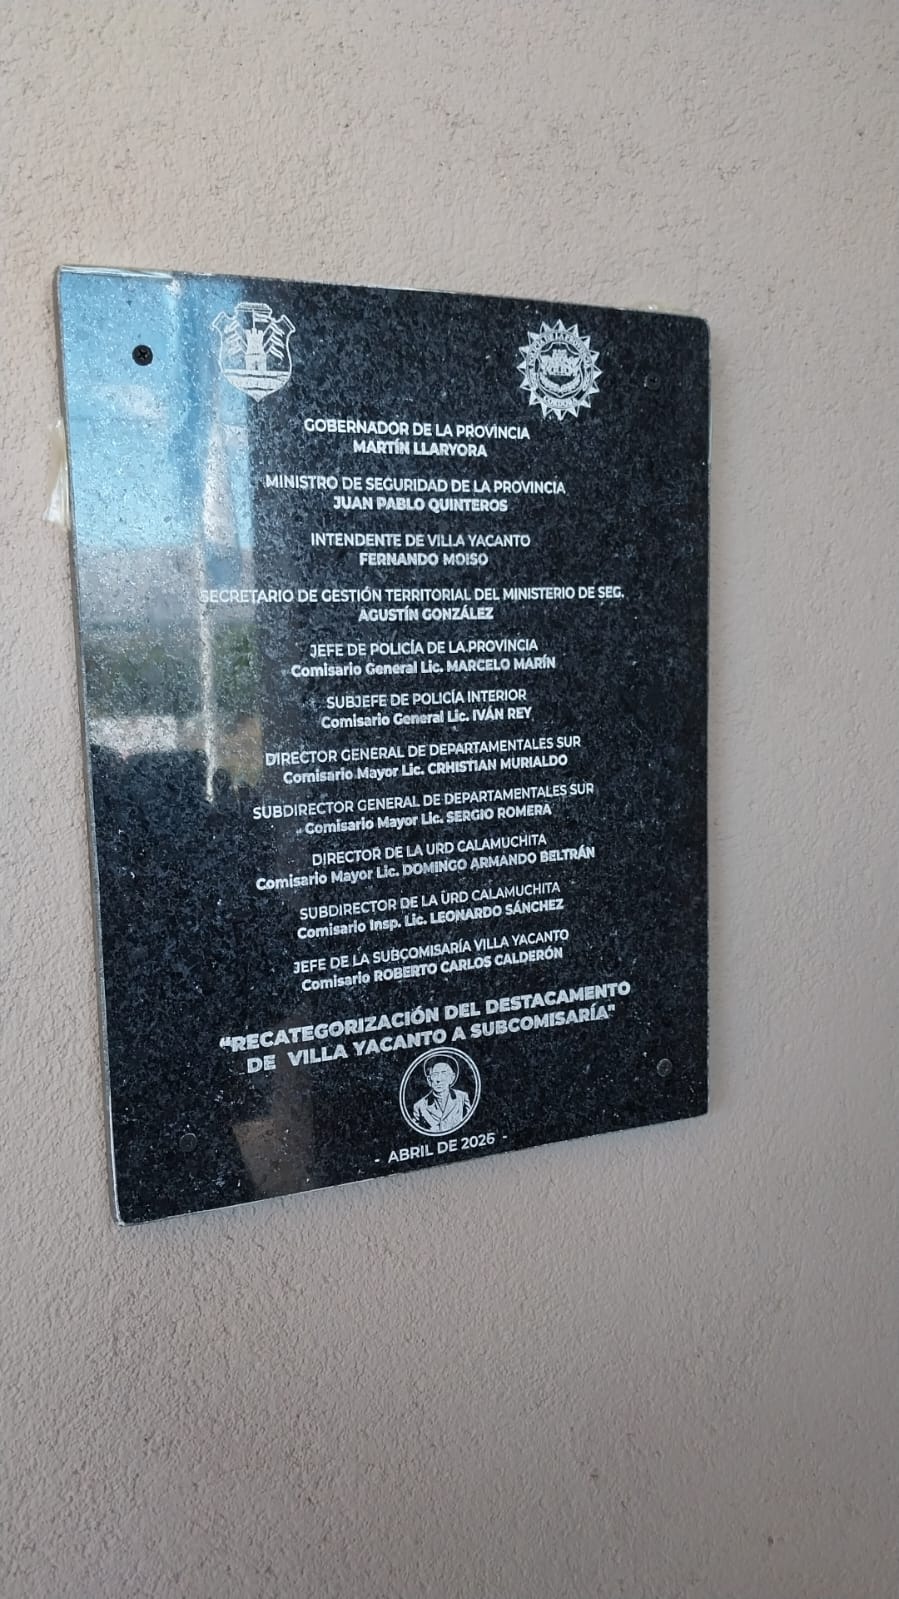 GOBERNADOR DE LA PROVINCIA
MARTÍN LLARYORA
MINISTRO DE SEGURIDAD DE LA PROVINCIA
JUAN PABLO QUINTEROS
INTENDENTE DE VILLA YACANTO
FERNANDO MOISO
SECRETARIO DE GESTIÓN TERRITORIAL DEL MINISTERIO DE SEG.
AGUSTÍN GONZÁLEZ
JEFE DE POLICÍA DE LA PROVINCIA
Comisario General Lic. MARCELO MARÍN
SUBJEFE DE POLICÍA INTERIOR
Comisario General Lic. IVÁN REY
DIRECTOR GENERAL DE DEPARTAMENTALES SUR
Comisario Mayor Lic. CRHISTIAN MURIALDO
SUBDIRECTOR GENERAL DE DEPARTAMENTALES SUR
Comisario Mayor Lic. SERGIO ROMERA
DIRECTOR DE LA URD CALAMUCHITA
Comisario Mayor Lic. DOMINGO ARMANDO BELTRÁN
SUBDIRECTOR DE LA URD CALAMUCHITA
Comisario Insp. Lic. LEONARDO SÁNCHEZ
JEFE DE LA SUBCOMISARÍA VILLA YACANTO
Comisario ROBERTO CARLOS CALDERÓN
“RECATEGORIZACIÓN DEL DESTACAMENTO
DE VILLA YACANTO A SUBCOMISARÍA"
- ABRIL DE 2026 -